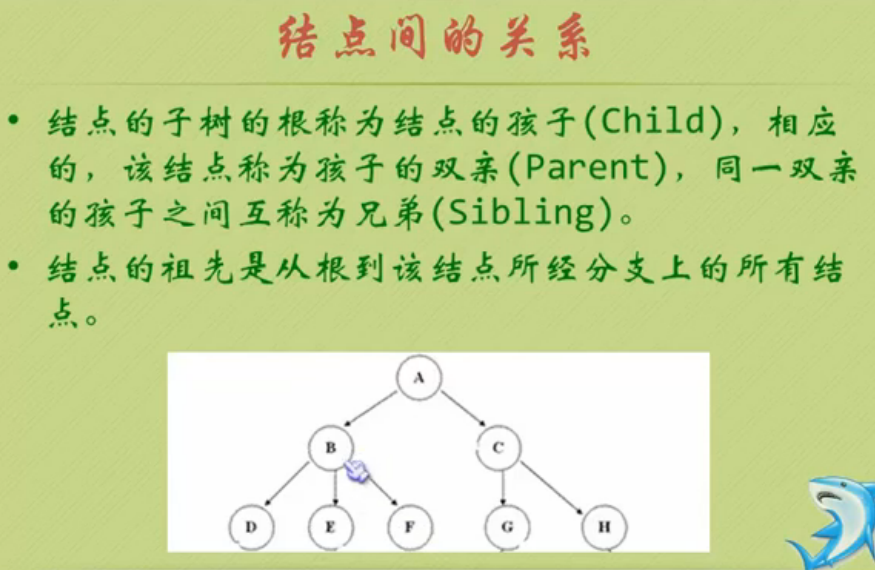 结点间的关系
• 结点的子树的根称为结点的孩子(Child)，相应
的，该结点称为孩子的双亲(Parent)，同一双亲
的孩子之间互称为兄弟(Sibling)。
• 结点的祖先是从根到该结点所经分支上的所有结
点。
A
B C
D E F G H